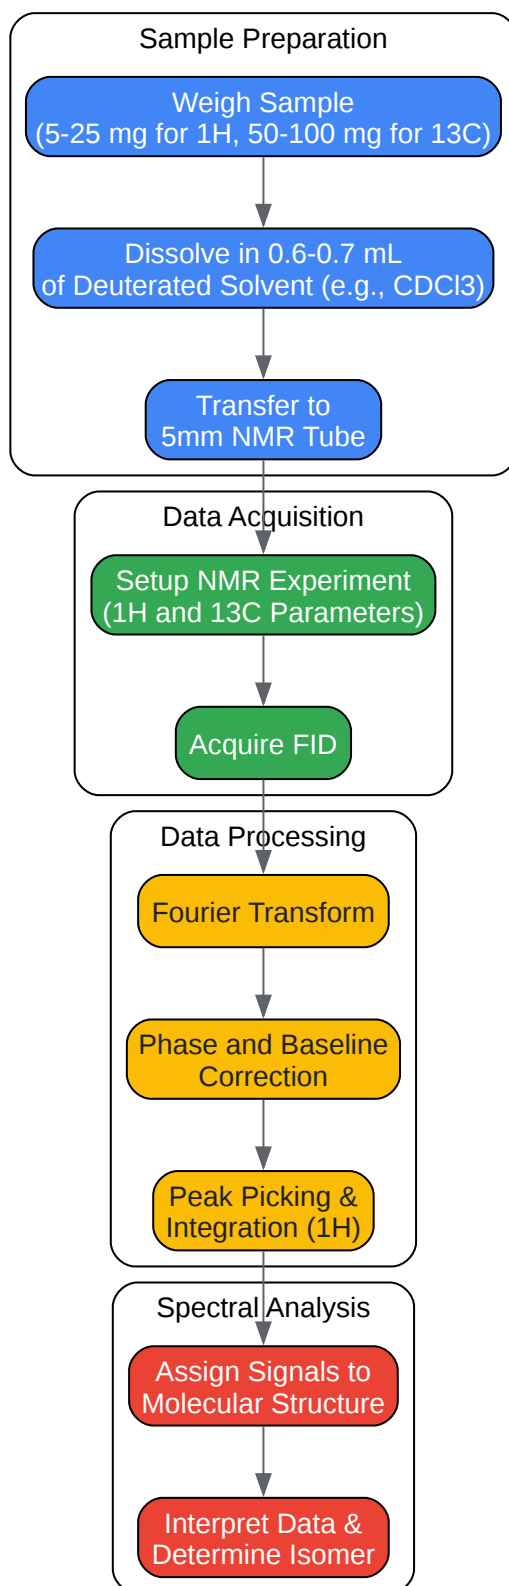 Sample Preparation
Weigh Sample
(5-25 mg for 1H, 50-100 mg for 13C)
Dissolve in 0.6-0.7 mL
of Deuterated Solvent (e.g., CDCl3)
Transfer to
5mm NMR Tube
Data Acquisition
Setup NMR Experiment
(1H and 13C Parameters)
Acquire FID
Data Processing
Fourier Transform
Phase and Baseline
Correction
Peak Picking &
Integration (1H)
Spectral Analysis
Assign Signals to
Molecular Structure
Interpret Data &
Determine Isomer